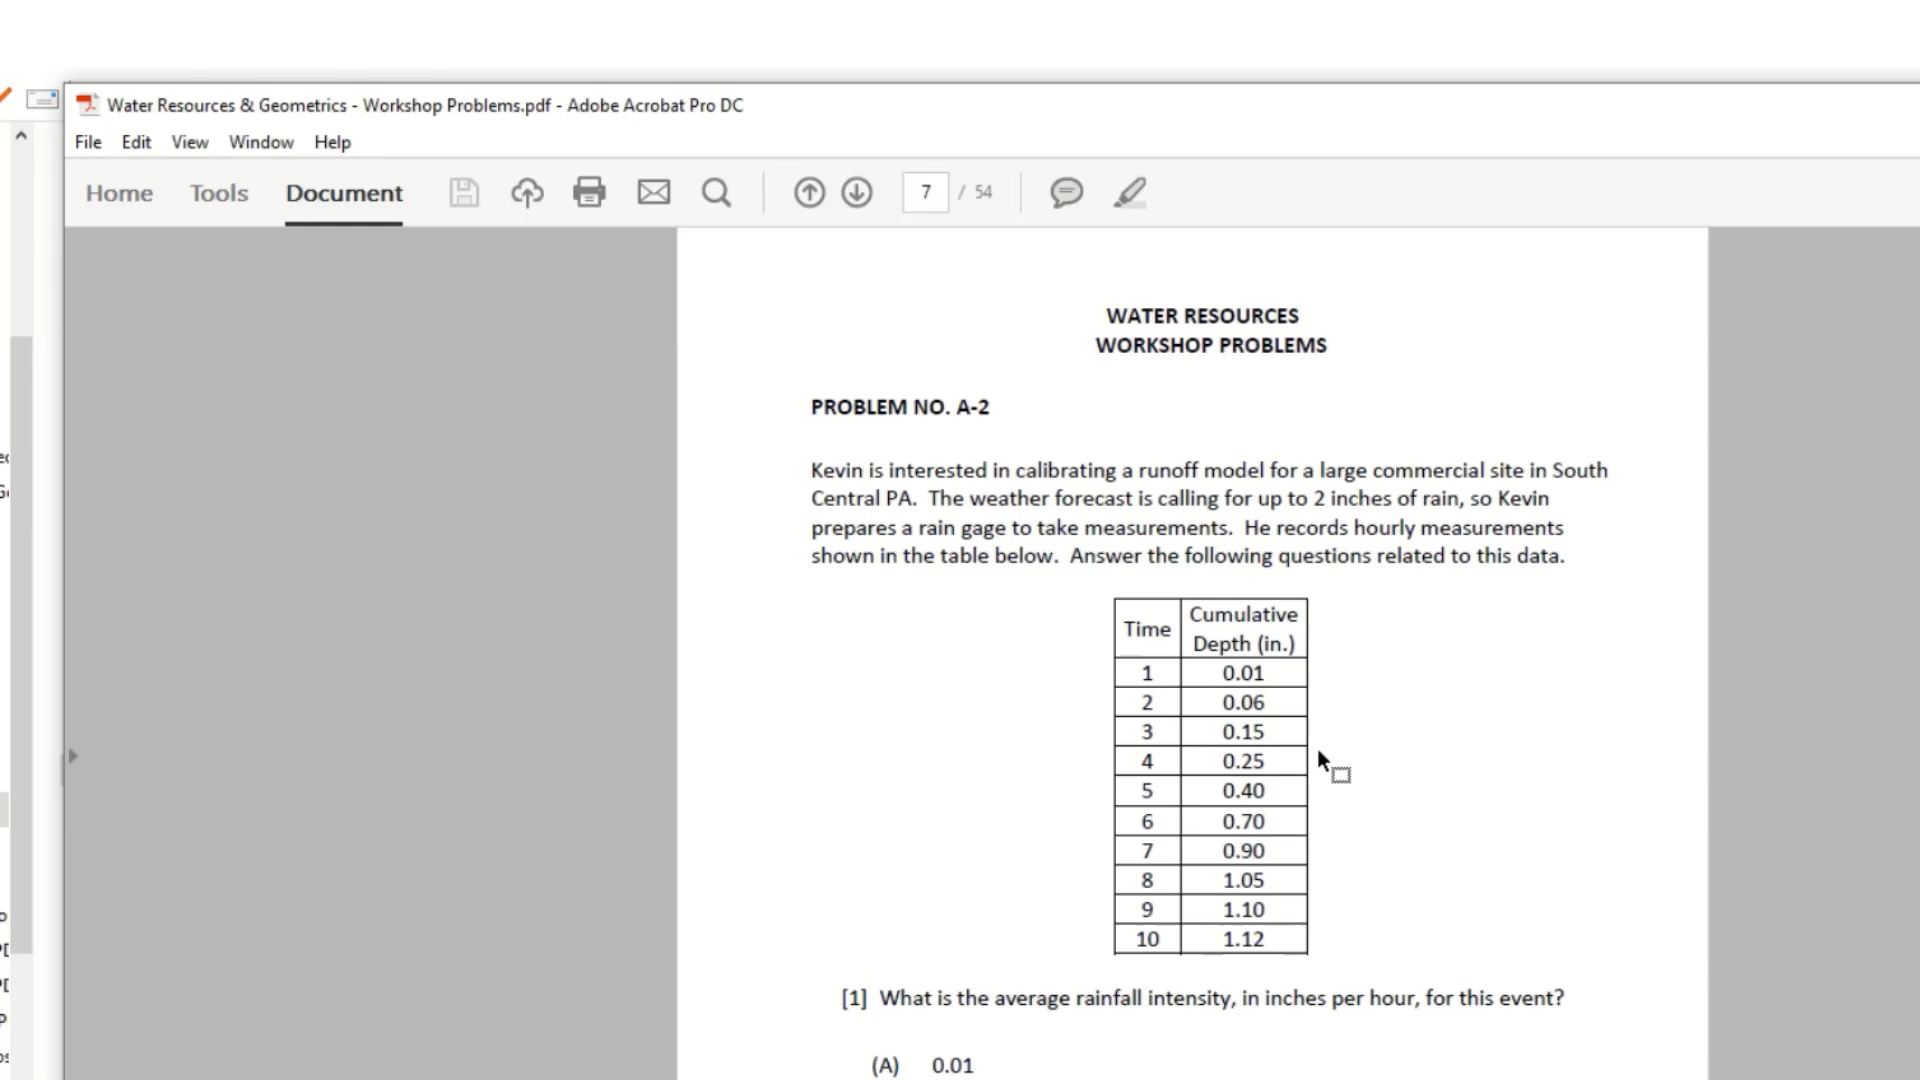 Water Resources & Geometrics - Workshop Problems.pdf - Adobe Acrobat Pro DC
File Edit View Window Help
Home Tools Document 7 / 54
WATER RESOURCES
WORKSHOP PROBLEMS
PROBLEM NO. A-2
Kevin is interested in calibrating a runoff model for a large commercial site in South
Central PA. The weather forecast is calling for up to 2 inches of rain, so Kevin
prepares a rain gage to take measurements. He records hourly measurements
shown in the table below. Answer the following questions related to this data.
Time Cumulative
Depth (in.)
1 0.01
2 0.06
3 0.15
4 0.25
5 0.40
6 0.70
7 0.90
8 1.05
9 1.10
10 1.12
[1] What is the average rainfall intensity, in inches per hour, for this event?
(A) 0.01